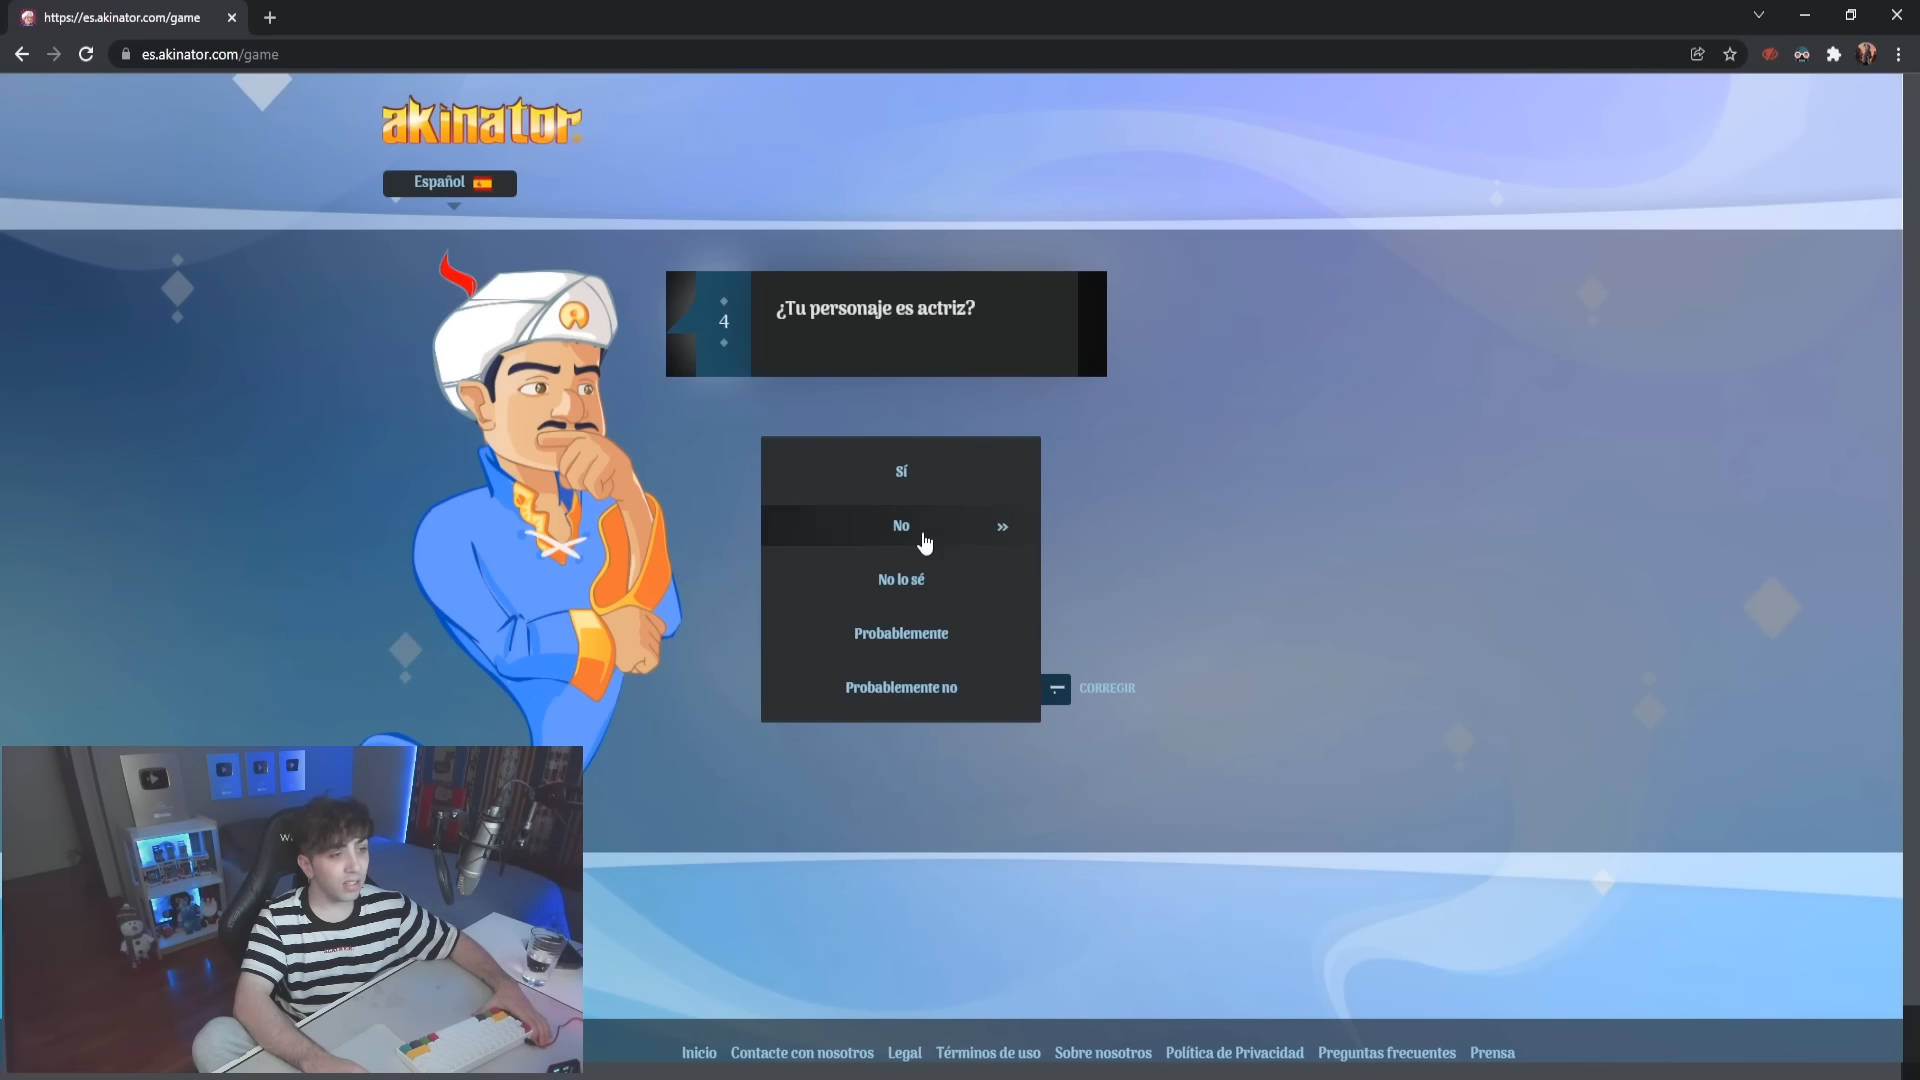 https://es.akinator.com/game
es.akinator.com/game
akinator
Español
4
¿Tu personaje es actriz?
Sí
No »
No lo sé
Probablemente
Probablemente no
CORREGIR
Inicio Contacte con nosotros Legal Términos de uso Sobre nosotros Política de Privacidad Preguntas frecuentes Prensa